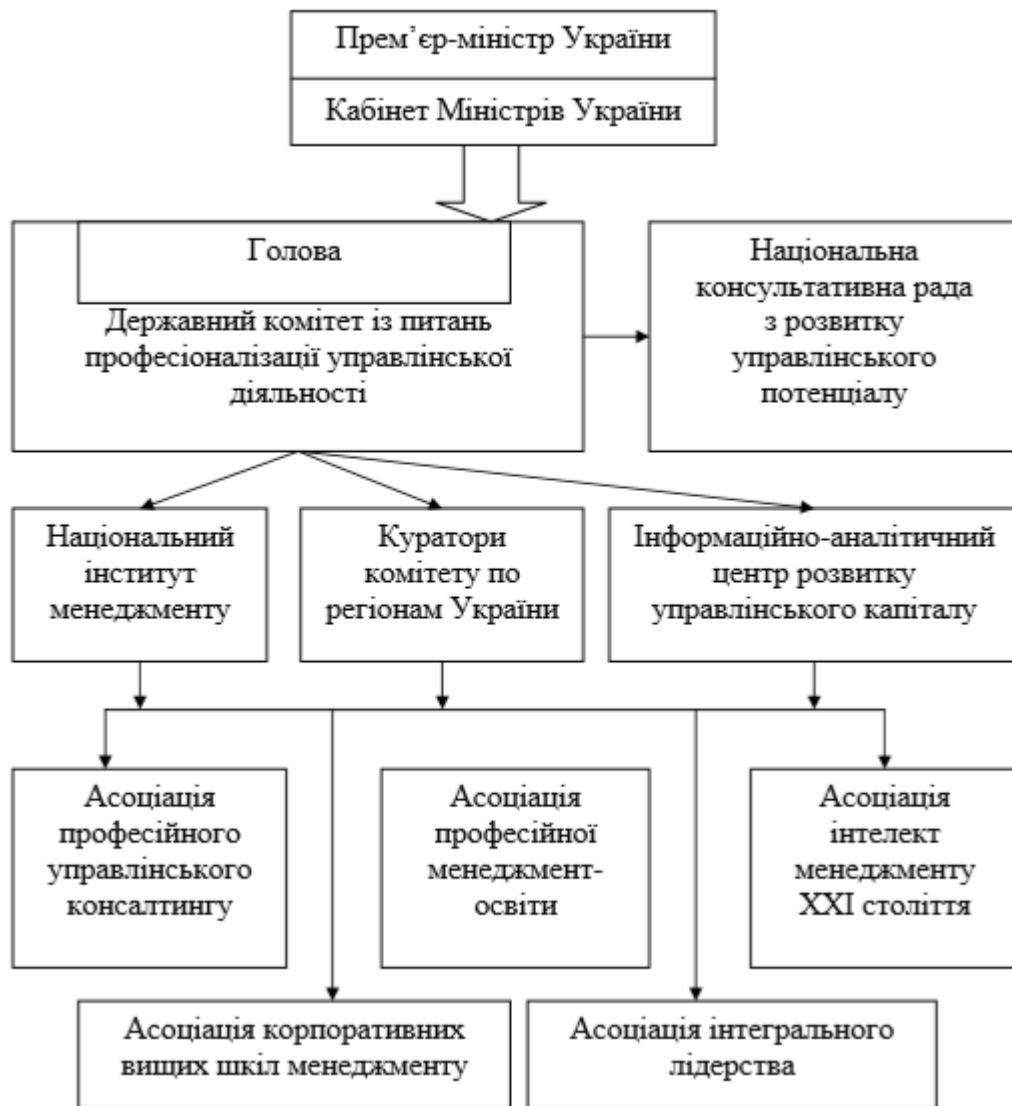 Прем’єр-міністр України
Кабінет Міністрів України
Голова
Державний комітет із питань
професіоналізації управлінської
діяльності
Національна
консультативна рада
з розвитку
управлінського
потенціалу
Національний
інститут
менеджменту
Куратори
комітету по
регіонам України
Інформаційно-аналітичний
центр розвитку
управлінського капіталу
Асоціація
професійного
управлінського
консалтингу
Асоціація
професійної
менеджмент-
освіти
Асоціація
інтелект
менеджменту
ХХІ століття
Асоціація корпоративних
вищих шкіл менеджменту
Асоціація інтегрального
лідерства